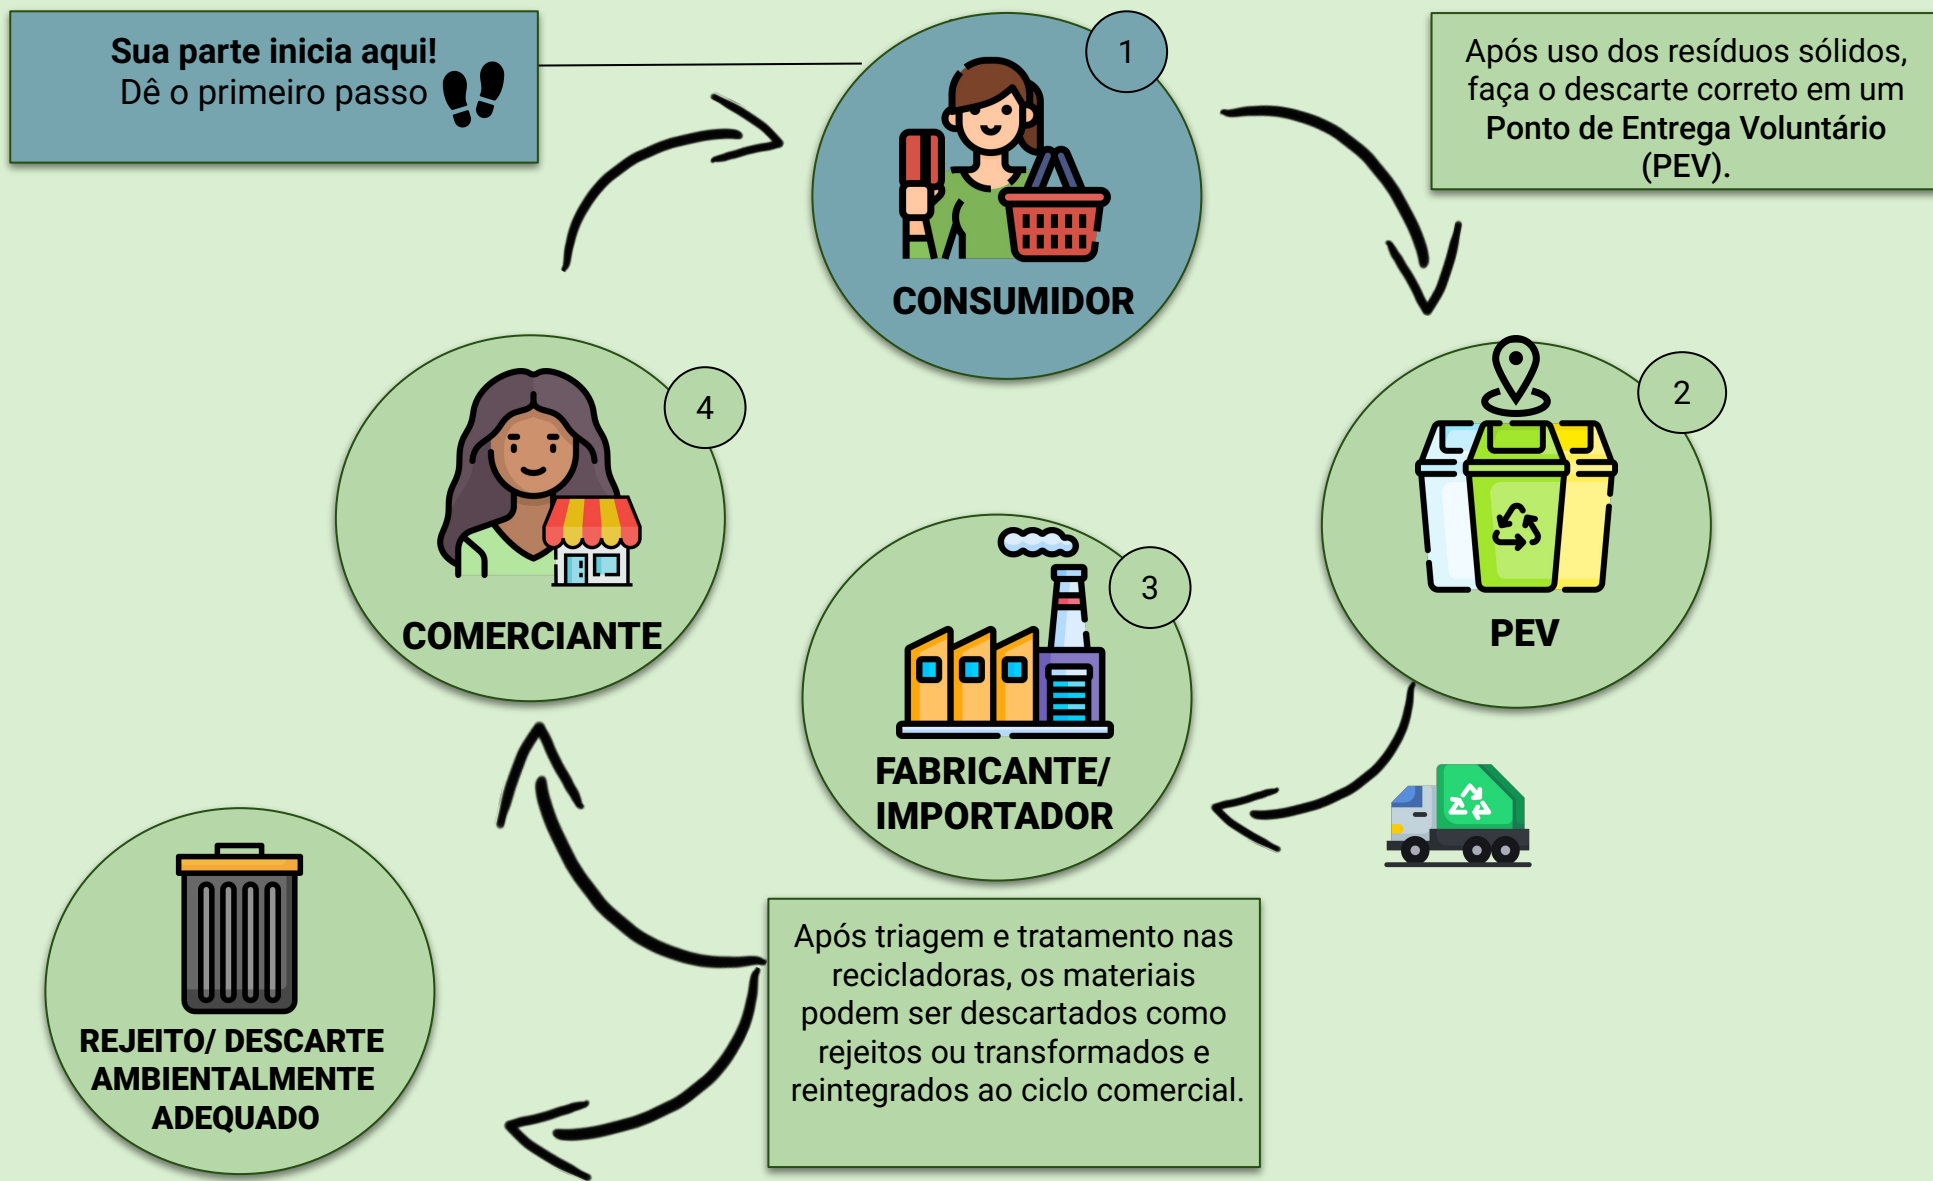 Sua parte inicia aqui!
Dê o primeiro passo
1
CONSUMIDOR
Após uso dos resíduos sólidos,
faça o descarte correto em um
Ponto de Entrega Voluntário
(PEV).
2
PEV
3
FABRICANTE/
IMPORTADOR
4
COMERCIANTE
Após triagem e tratamento nas
recicladoras, os materiais
podem ser descartados como
rejeitos ou transformados e
reintegrados ao ciclo comercial.
REJEITO/ DESCARTE
AMBIENTALMENTE
ADEQUADO